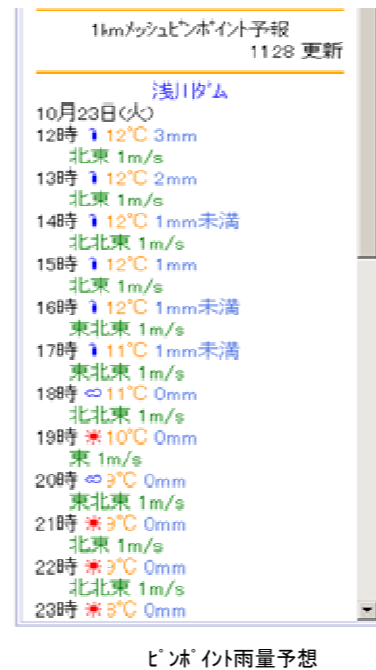 1kmメッシュピンポイント予報
1128 更新
浅川ダム
10月23日(火)
12時 12℃ 3mm
北東 1m/s
13時 12℃ 2mm
北東 1m/s
14時 12℃ 1mm未満
北北東 1m/s
15時 12℃ 1mm
北東 1m/s
16時 12℃ 1mm未満
東北東 1m/s
17時 11℃ 1mm未満
東北東 1m/s
18時 11℃ 0mm
北北東 1m/s
19時 10℃ 0mm
東 1m/s
20時 9℃ 0mm
東北東 1m/s
21時 9℃ 0mm
北東 1m/s
22時 9℃ 0mm
北北東 1m/s
23時 8℃ 0mm
ピンポイント雨量予想